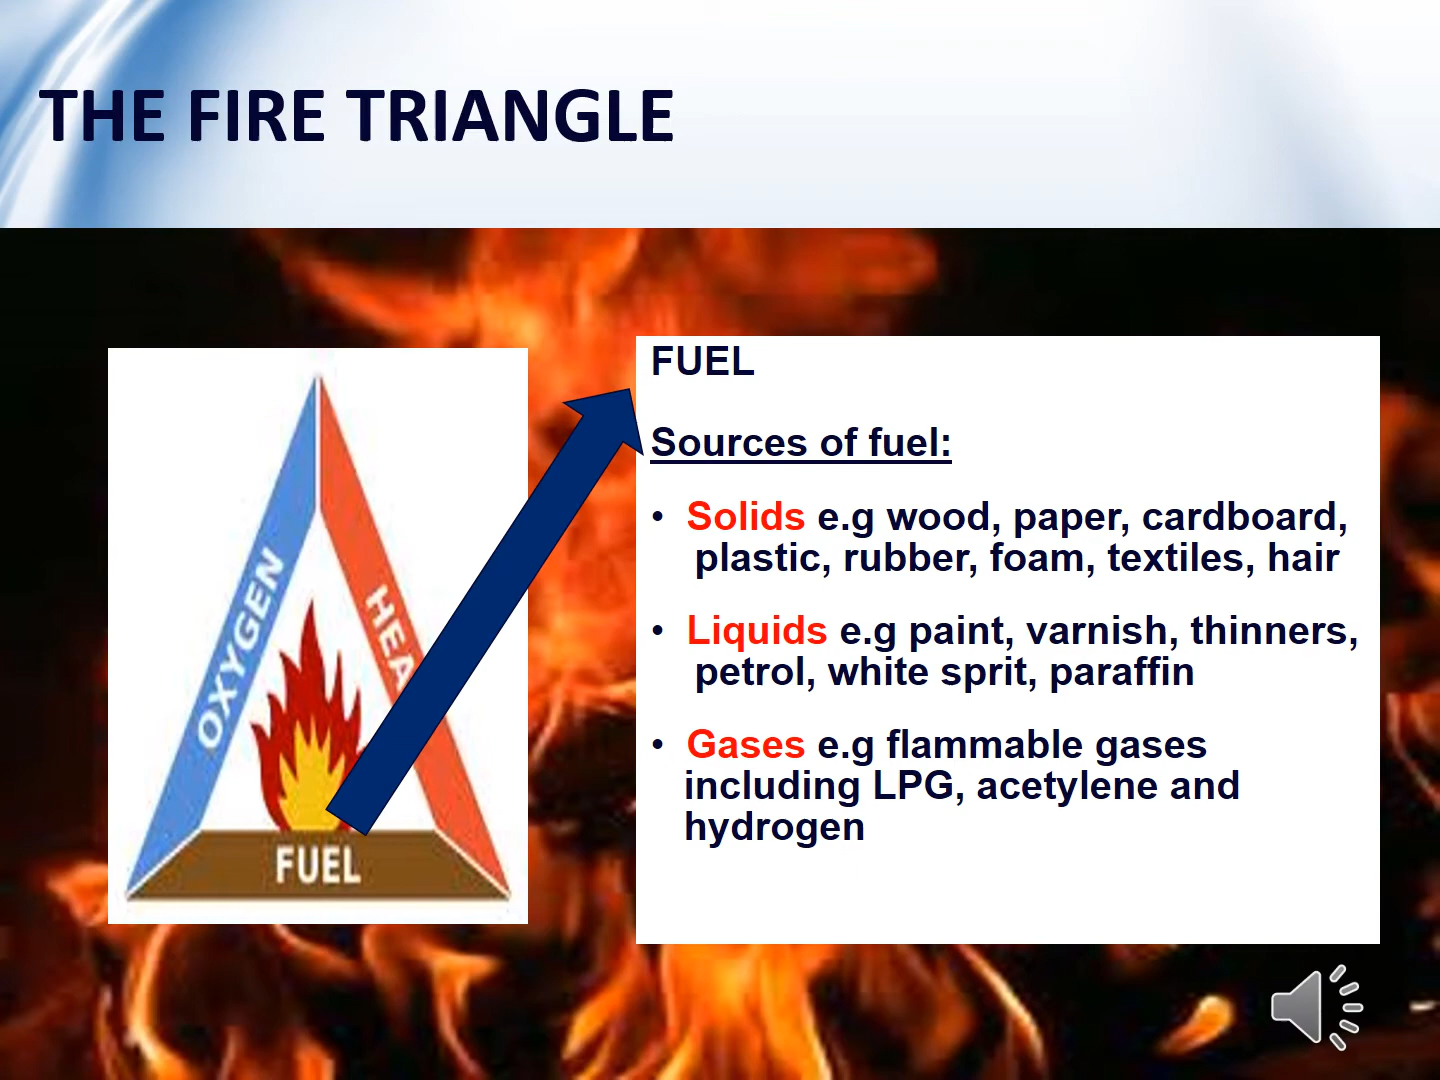 THE FIRE TRIANGLE
OXYGEN
HEA
FUEL
FUEL
Sources of fuel:
• Solids e.g wood, paper, cardboard,
plastic, rubber, foam, textiles, hair
• Liquids e.g paint, varnish, thinners,
petrol, white sprit, paraffin
• Gases e.g flammable gases
including LPG, acetylene and
hydrogen